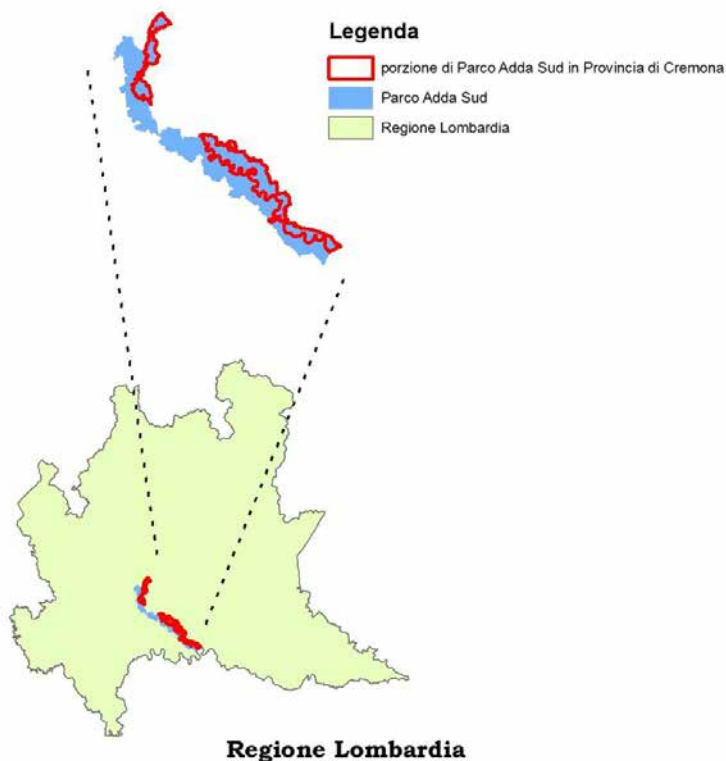 Legenda
porzione di Parco Adda Sud in Provincia di Cremona
Parco Adda Sud
Regione Lombardia
Regione Lombardia